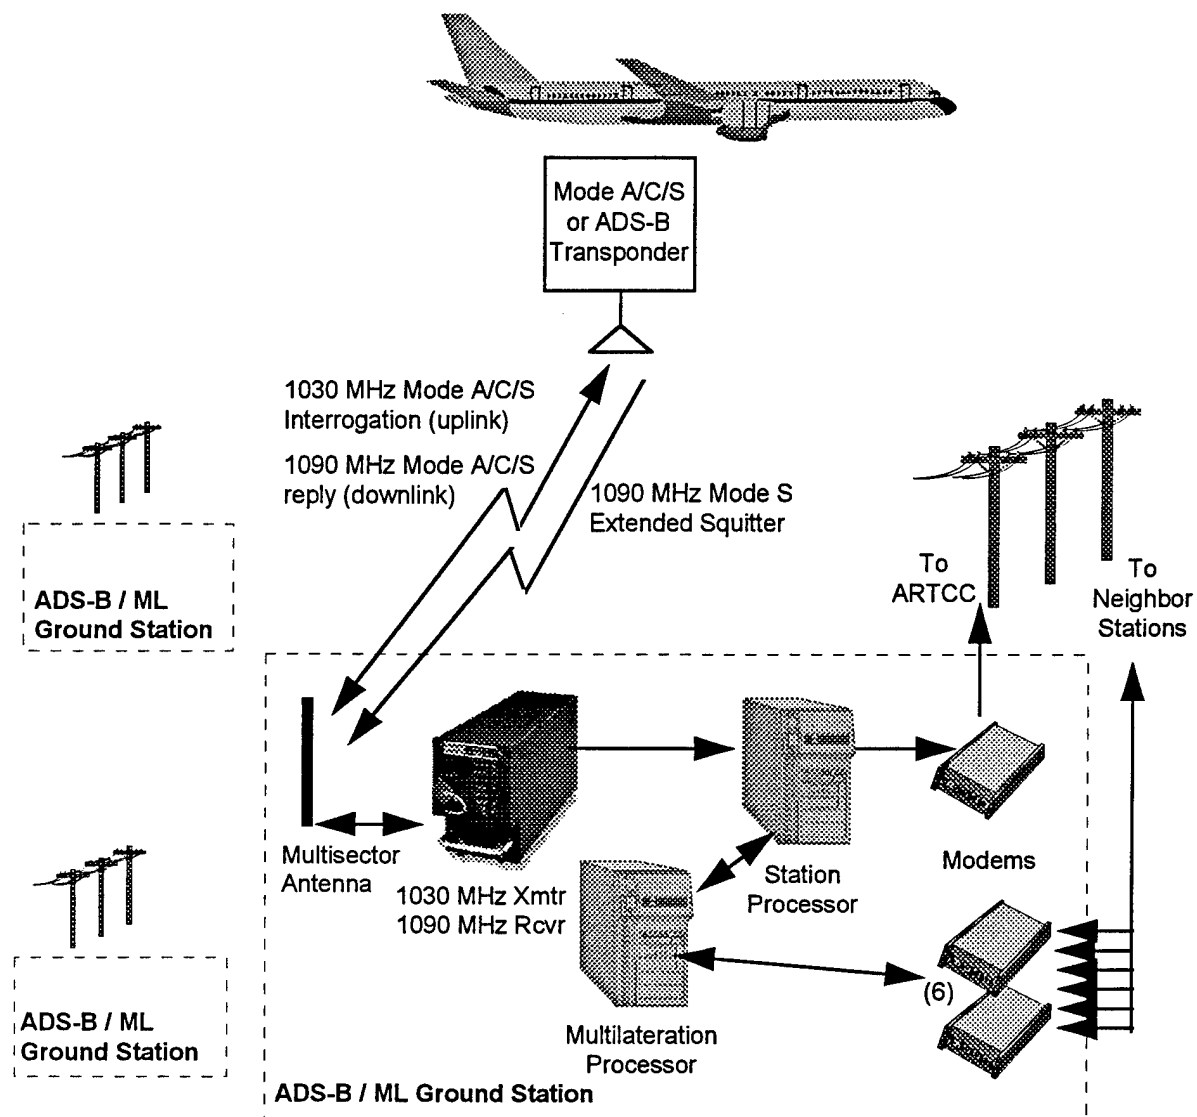 Mode A/C/S
or ADS-B
Transponder
1030 MHz Mode A/C/S
Interrogation (uplink)
1090 MHz Mode A/C/S
reply (downlink)
1090 MHz Mode S
Extended Squitter
To
ARTCC
To
Neighbor
Stations
ADS-B / ML
Ground Station
Multisector
Antenna
1030 MHz Xmtr
1090 MHz Rcvr
Station
Processor
Modems
(6)
Multilateration
Processor
ADS-B / ML
Ground Station
ADS-B / ML Ground Station